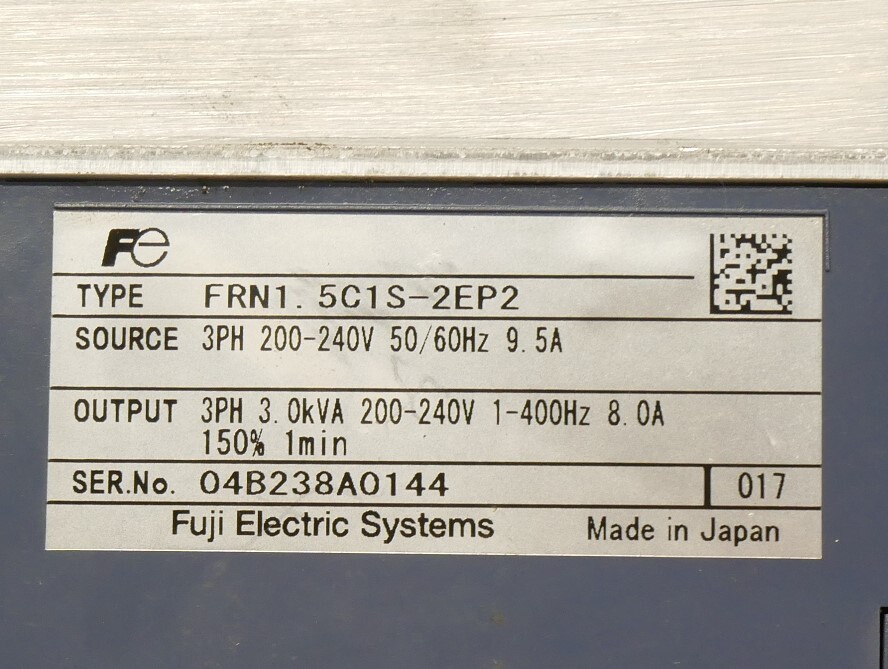 Fe
TYPE FRN1.5C1S-2EP2
SOURCE 3PH 200-240V 50/60Hz 9.5A
OUTPUT 3PH 3.0kVA 200-240V 1-400Hz 8.0A
150% 1min
SER.No. 04B238A0144 017
Fuji Electric Systems Made in Japan